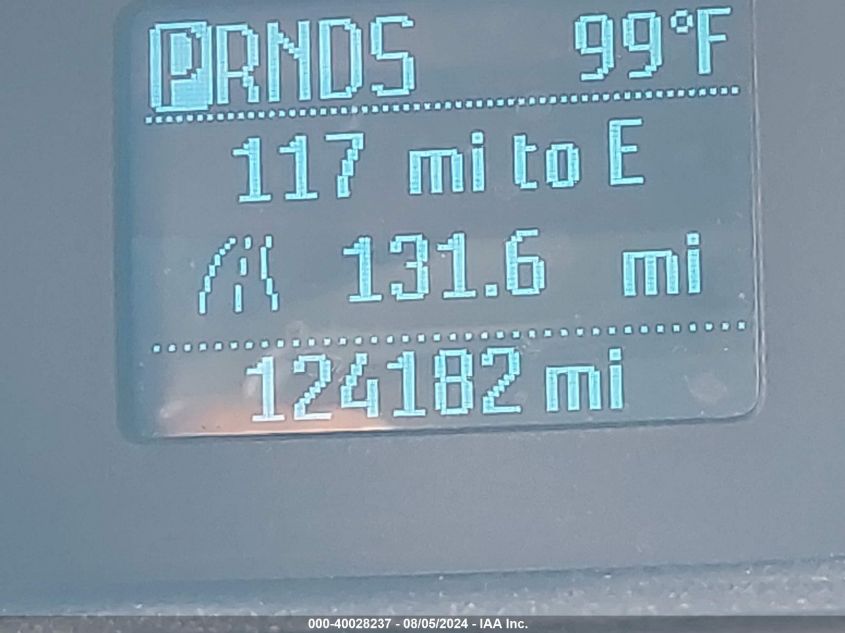 PRNDS 99°F
117 mi to E
131.6 mi
124182 mi
000-40028237 - 08/05/2024 - IAA Inc.